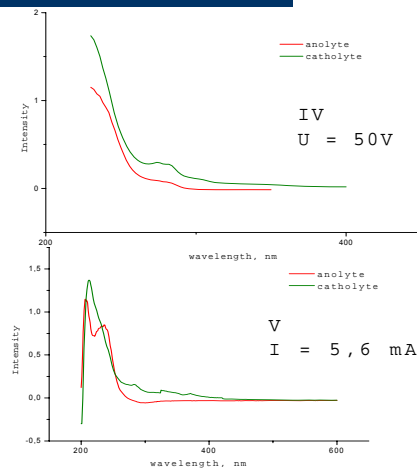 2
anolyte
catholyte
Intensity
1
IV
U = 50V
0
200
400
wavelength, nm
1,5
anolyte
catholyte
1,0
V
I = 5,6 mA
Intensity
0,5
0,0
-0,5
200
400
600
wavelength, nm